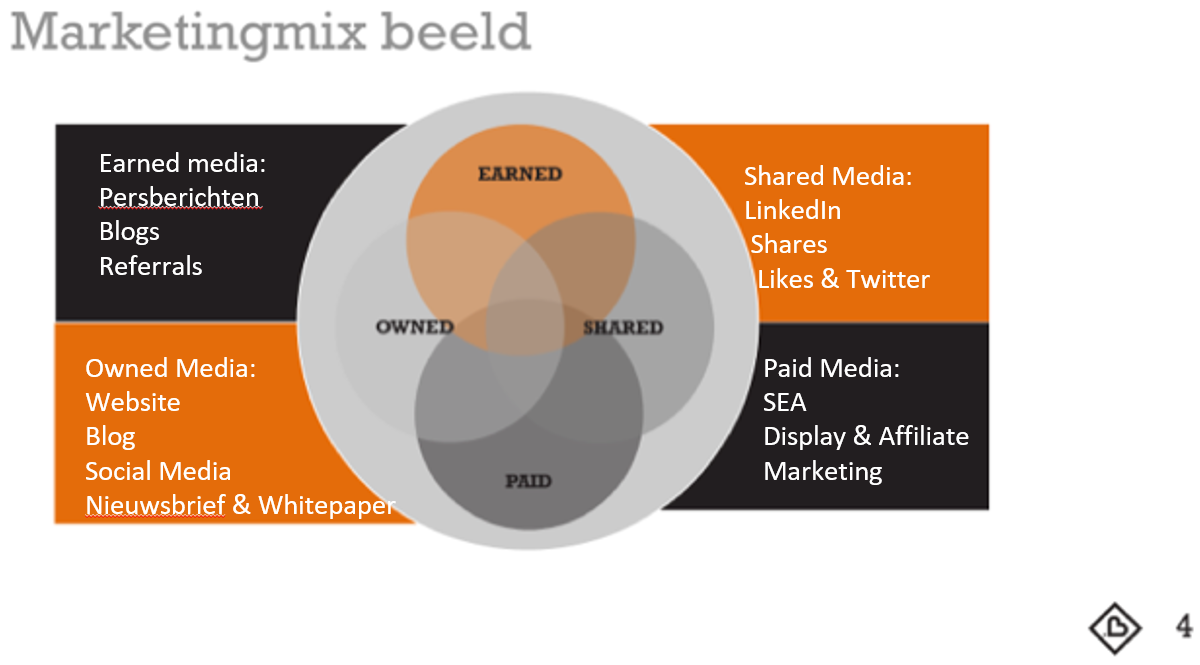 Marketingmix beeld
Earned media:
Persberichten
Blogs
Referrals
EARNED
Shared Media:
LinkedIn
Shares
Likes & Twitter
OWNED
SHARED
Owned Media:
Website
Blog
Social Media
Nieuwsbrief & Whitepaper
PAID
Paid Media:
SEA
Display & Affiliate
Marketing
4